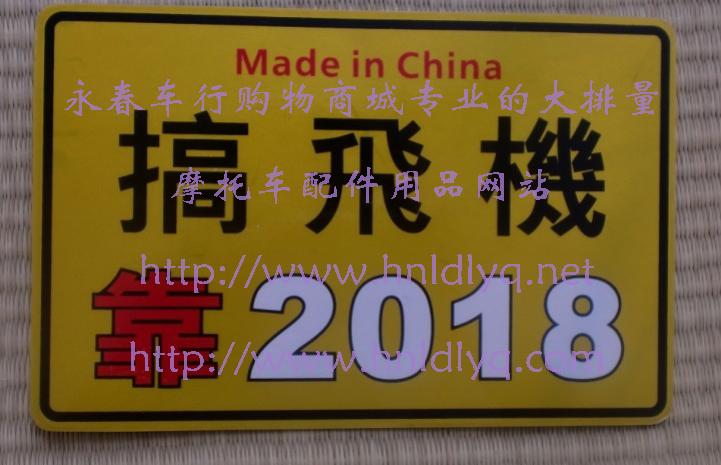 Made in China
永春车行购物商城专业的大排量
搞飛機
摩托车配件用品网站
http://www.hnldlyq.net
靠2018
http://www.hnldlyq.com